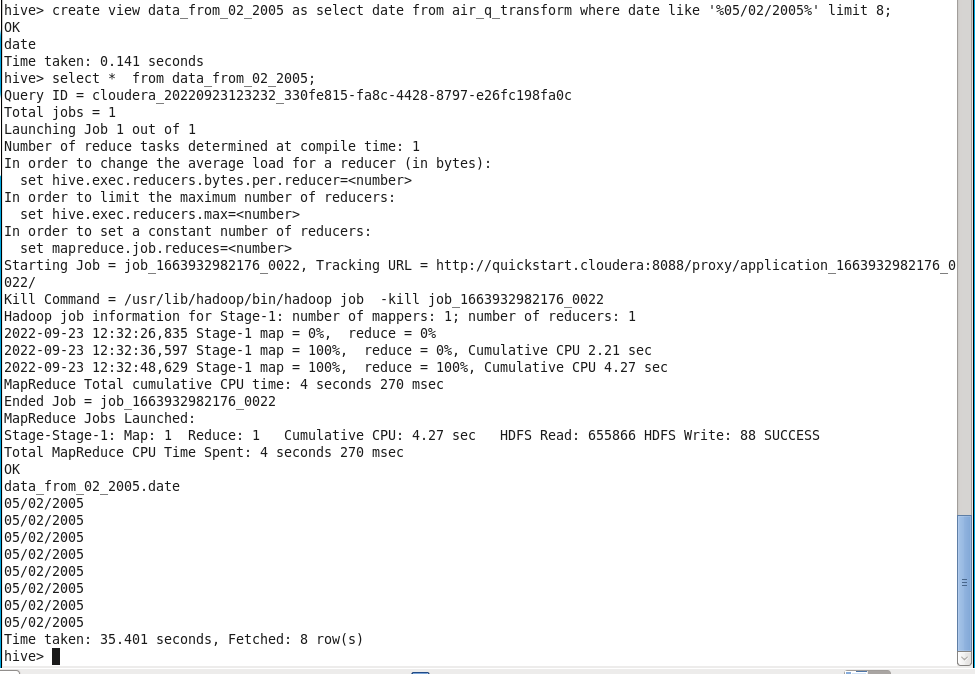 hive> create view data_from_02_2005 as select date from air_q_transform where date like '%05/02/2005%' limit 8;
OK
date
Time taken: 0.141 seconds
hive> select *  from data_from_02_2005;
Query ID = cloudera_20220923123232_330fe815-fa8c-4428-8797-e26fc198fa0c
Total jobs = 1
Launching Job 1 out of 1
Number of reduce tasks determined at compile time: 1
In order to change the average load for a reducer (in bytes):
  set hive.exec.reducers.bytes.per.reducer=<number>
In order to limit the maximum number of reducers:
  set hive.exec.reducers.max=<number>
In order to set a constant number of reducers:
  set mapreduce.job.reduces=<number>
Starting Job = job_1663932982176_0022, Tracking URL = http://quickstart.cloudera:8088/proxy/application_1663932982176_0
022/
Kill Command = /usr/lib/hadoop/bin/hadoop job  -kill job_1663932982176_0022
Hadoop job information for Stage-1: number of mappers: 1; number of reducers: 1
2022-09-23 12:32:26,835 Stage-1 map = 0%,  reduce = 0%
2022-09-23 12:32:36,597 Stage-1 map = 100%,  reduce = 0%, Cumulative CPU 2.21 sec
2022-09-23 12:32:48,629 Stage-1 map = 100%,  reduce = 100%, Cumulative CPU 4.27 sec
MapReduce Total cumulative CPU time: 4 seconds 270 msec
Ended Job = job_1663932982176_0022
MapReduce Jobs Launched:
Stage-Stage-1: Map: 1  Reduce: 1   Cumulative CPU: 4.27 sec   HDFS Read: 655866 HDFS Write: 88 SUCCESS
Total MapReduce CPU Time Spent: 4 seconds 270 msec
OK
data_from_02_2005.date
05/02/2005
05/02/2005
05/02/2005
05/02/2005
05/02/2005
05/02/2005
05/02/2005
05/02/2005
Time taken: 35.401 seconds, Fetched: 8 row(s)
hive>